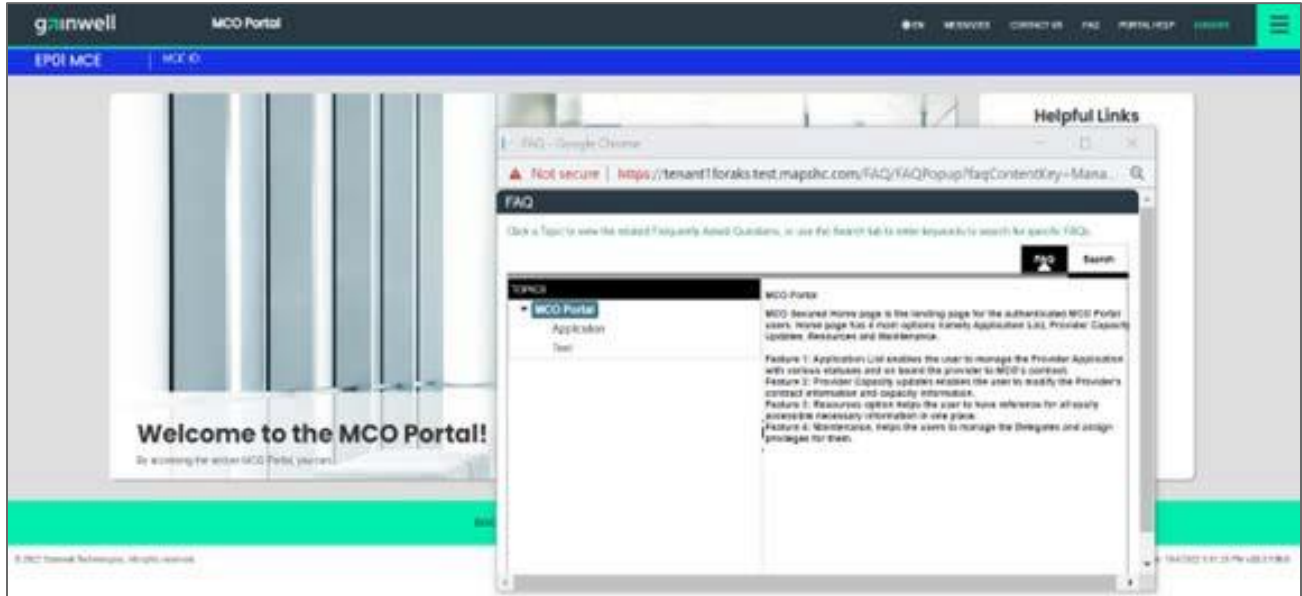 gainwell
MCO Portal
EN MESSAGES CONTACT US FAQ PORTAL HELP
EP01 MCE
Helpful Links
FAQ - Google Chrome
Not secure | https://tenant1foraks.test.mapshc.com/FAQ/FAQPopup?faqContentKey=Mana...
FAQ
Click a Topic to view the related Frequently Asked Questions, or use the Search tab to enter keywords to search for specific FAQs.
FAQ
Search
TOPICS
MCO Portal
Application
Test
MCO Portal
MCO Secured Home page is the landing page for the authenticated MCO Portal
users. Home page has 4 main options namely Application List, Provider Capacity
Updates, Resources and Maintenance.
Feature 1: Application List enables the user to manage the Provider Application
with various statuses and on board the provider to MCO's contract.
Feature 2: Provider Capacity updates enables the user to modify the Provider's
contract information and capacity information.
Feature 3: Resources option helps the user to have reference for all easily
accessible necessary information in one place.
Feature 4: Maintenance, helps the users to manage the Delegates and assign
privileges for them.
Welcome to the MCO Portal!
By accessing the MCO Portal, you can
© 2022 Gainwell Technologies. All rights reserved.